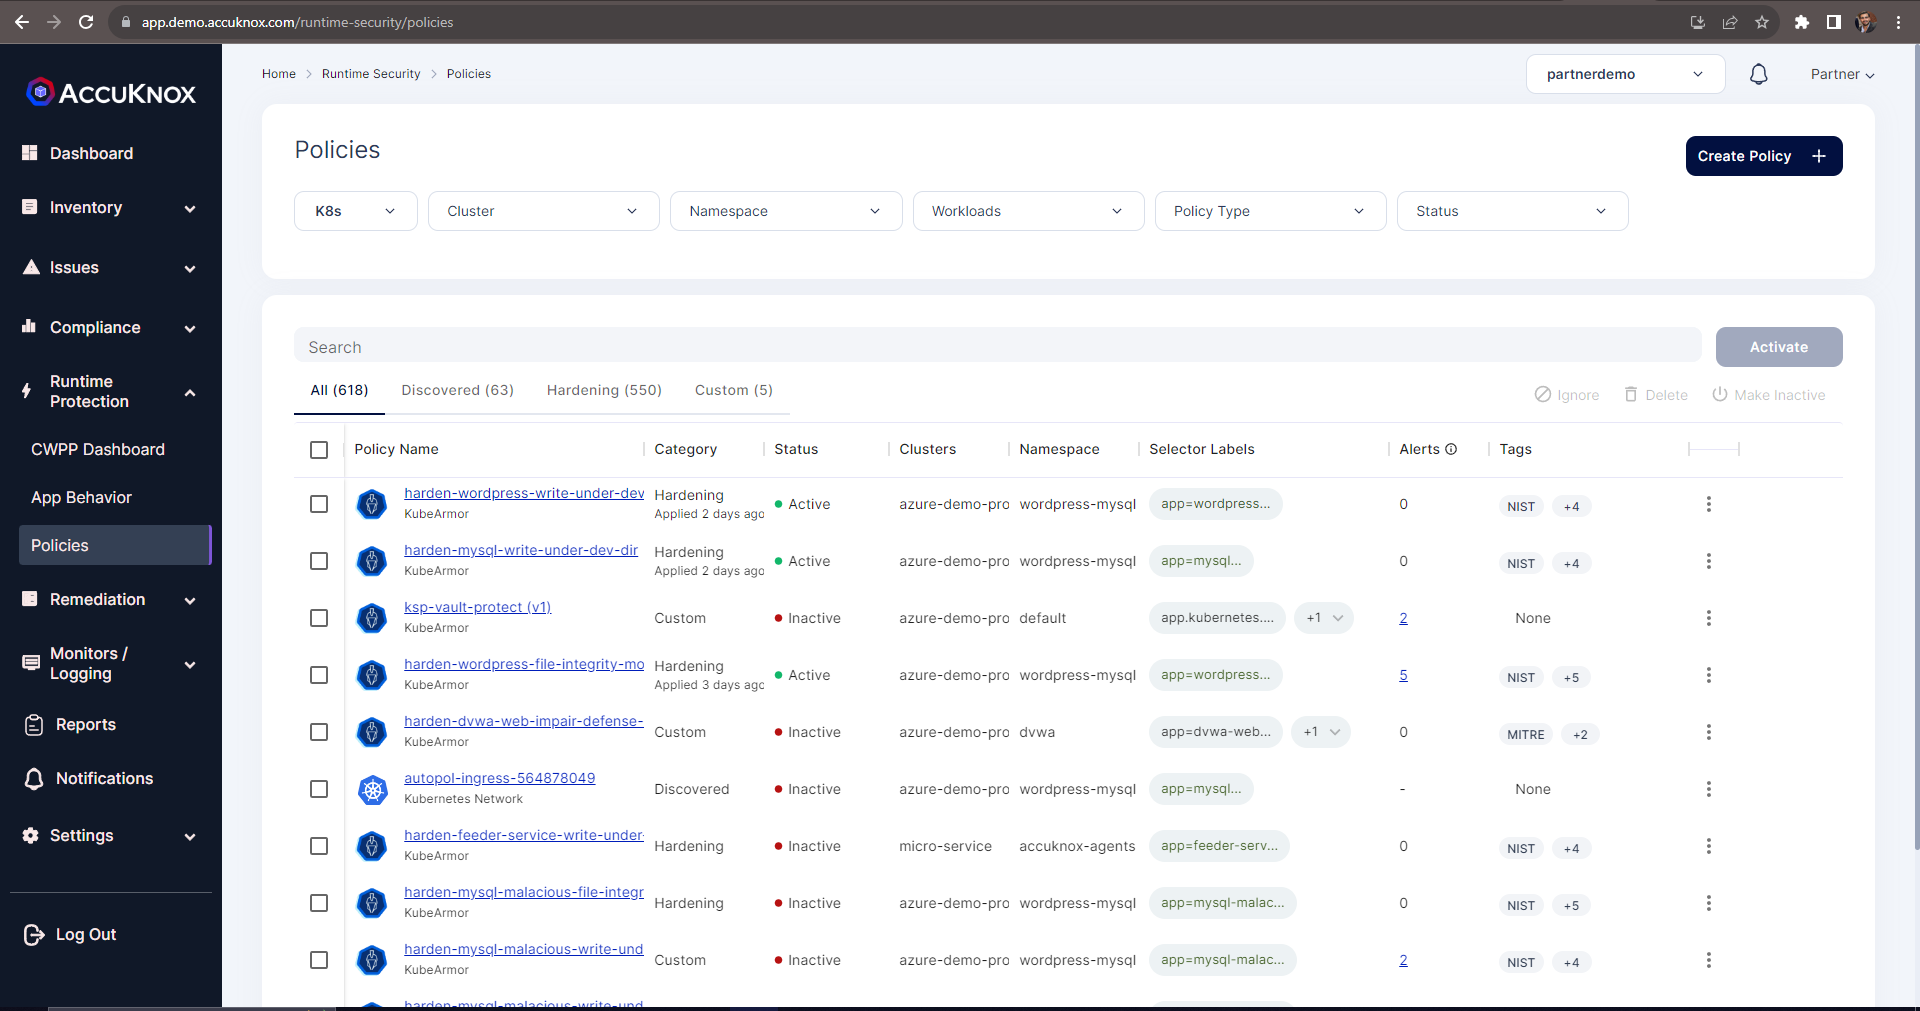 app.demo.accuknox.com/runtime-security/policies
ACCUKNOX
Dashboard
Inventory
Issues
Compliance
Runtime
Protection
CWPP Dashboard
App Behavior
Policies
Remediation
Monitors /
Logging
Reports
Notifications
Settings
Log Out
Home > Runtime Security > Policies
partnerdemo
Partner
Policies
Create Policy +
K8s Cluster Namespace Workloads Policy Type Status
Search
Activate
All (618) Discovered (63) Hardening (550) Custom (5)
Ignore Delete Make Inactive
Policy Name Category Status Clusters Namespace Selector Labels Alerts Tags
harden-wordpress-write-under-dev Hardening Active azure-demo-pro wordpress-mysql app=wordpress... 0 NIST +4
KubeArmor Applied 2 days ago
harden-mysql-write-under-dev-dir Hardening Active azure-demo-pro wordpress-mysql app=mysql... 0 NIST +4
KubeArmor Applied 2 days ago
ksp-vault-protect (v1) Custom Inactive azure-demo-pro default app.kubernetes.... +1 2 None
KubeArmor
harden-wordpress-file-integrity-mo Hardening Active azure-demo-pro wordpress-mysql app=wordpress... 5 NIST +5
KubeArmor Applied 3 days ago
harden-dvwa-web-impair-defense- Custom Inactive azure-demo-pro dvwa app=dvwa-web... +1 0 MITRE +2
KubeArmor
autopol-ingress-564878049 Discovered Inactive azure-demo-pro wordpress-mysql app=mysql... - None
Kubernetes Network
harden-feeder-service-write-under- Hardening Inactive micro-service accuknox-agents app=feeder-serv... 0 NIST +4
KubeArmor
harden-mysql-malacious-file-integr Hardening Inactive azure-demo-pro wordpress-mysql app=mysql-malac... 0 NIST +5
KubeArmor
harden-mysql-malacious-write-und Custom Inactive azure-demo-pro wordpress-mysql app=mysql-malac... 2 NIST +4
KubeArmor
harden-mysql-malacious-write-und